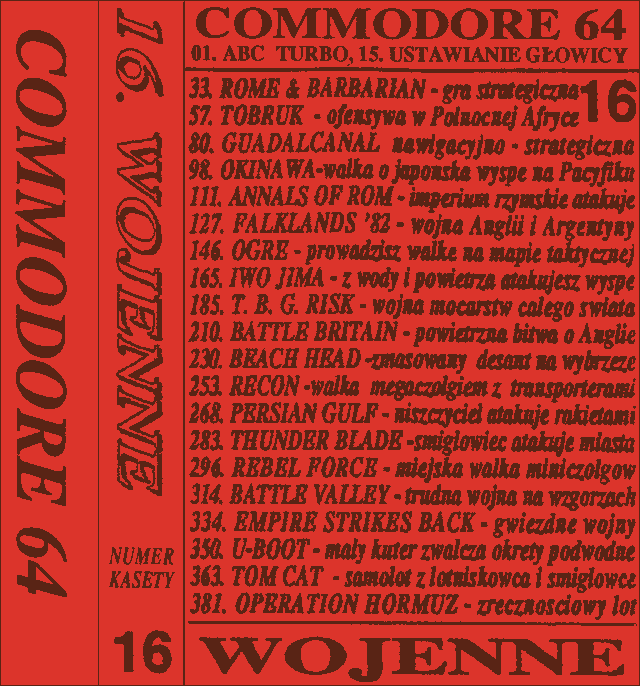 COMMODORE 64
16. WOJENNE
NUMER
KASETY
16
COMMODORE 64
01. ABC TURBO, 15. USTAWIANIE GŁOWICY
16
33. ROME & BARBARIAN - gra strategiczna
57. TOBRUK - ofensywa w Polnocnej Afryce
80. GUADALCANAL nawigacyjno - strategiczna
98. OKINAWA-walka o japonska wyspe na Pacyfiku
111. ANNALS OF ROM - imperium rzymskie atakuje
127. FALKLANDS '82 - wojna Anglii i Argentyny
146. OGRE - prowadzisz walke na mapie taktycznej
165. IWO JIMA - z wody i powietrza atakujesz wyspe
185. T. B. G. RISK - wojna mocarstw calego swiata
210. BATTLE BRITAIN - powietrzna bitwa o Anglie
230. BEACH HEAD -zmasowany desant na wybrzeze
253. RECON -walka megaczolgiem z transporterami
268. PERSIAN GULF - niszczyciel atakuje rakietami
283. THUNDER BLADE -smiglowiec atakuje miasta
296. REBEL FORCE - miejska walka miniczolgow
314. BATTLE VALLEY - trudna wojna na wzgorzach
334. EMPIRE STRIKES BACK - gwiezdne wojny
350. U-BOOT - maly kuter zwalcza okrety podwodne
363. TOM CAT - samolot z lotniskowca i smiglowce
381. OPERATION HORMUZ - zrecznosciowy lot
WOJENNE